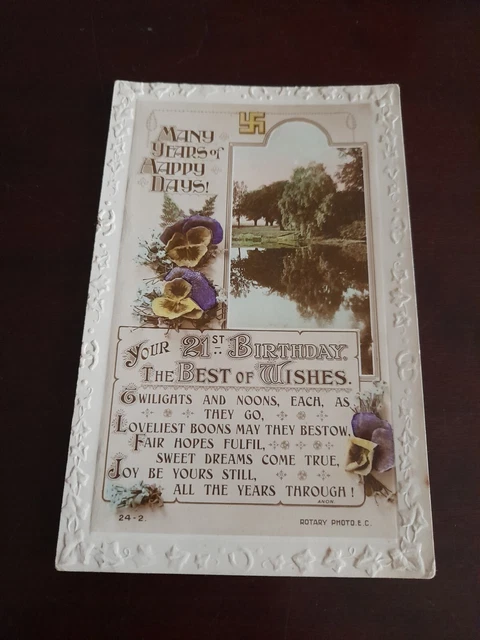 MANY
YEARS OF
HAPPY
DAYS!
YOUR 21ST BIRTHDAY.
THE BEST OF WISHES.
TWILIGHTS AND NOONS, EACH, AS
THEY GO,
LOVELIEST BOONS MAY THEY BESTOW,
FAIR HOPES FULFIL,
SWEET DREAMS COME TRUE,
JOY BE YOURS STILL,
ALL THE YEARS THROUGH!
ANON.
24-2.
ROTARY PHOTO. E.C.